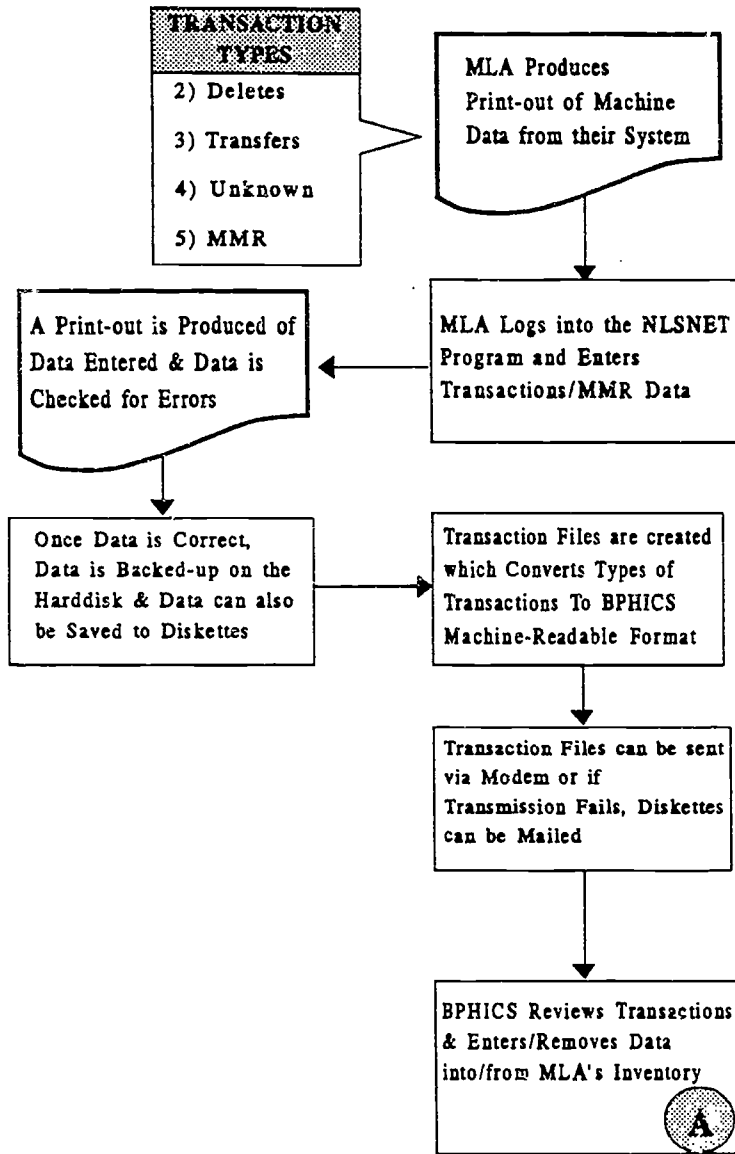 TRANSACTION
TYPES
2) Deletes
3) Transfers
4) Unknown
5) MMR
MLA Produces
Print-out of Machine
Data from their System
MLA Logs into the NLSNET
Program and Enters
Transactions/MMR Data
A Print-out is Produced of
Data Entered & Data is
Checked for Errors
Once Data is Correct,
Data is Backed-up on the
Harddisk & Data can also
be Saved to Diskettes
Transaction Files are created
which Converts Types of
Transactions To BPHICS
Machine-Readable Format
Transaction Files can be sent
via Modem or if
Transmission Fails, Diskettes
can be Mailed
BPHICS Reviews Transactions
& Enters/Removes Data
into/from MLA's Inventory
A